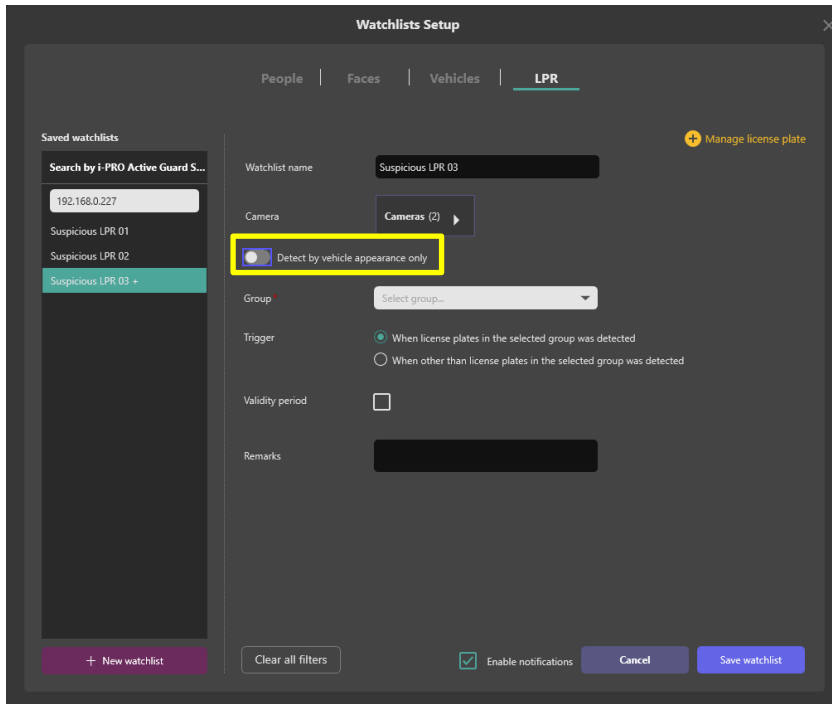 Watchlists Setup
People
Faces
Vehicles
LPR
Saved watchlists
Manage license plate
Search by i-PRO Active Guard S...
192.168.0.227
Suspicious LPR 01
Suspicious LPR 02
Suspicious LPR 03 +
Watchlist name
Suspicious LPR 03
Camera
Cameras (2)
Detect by vehicle appearance only
Group*
Select group...
Trigger
When license plates in the selected group was detected
When other than license plates in the selected group was detected
Validity period
Remarks
+ New watchlist
Clear all filters
Enable notifications
Cancel
Save watchlist